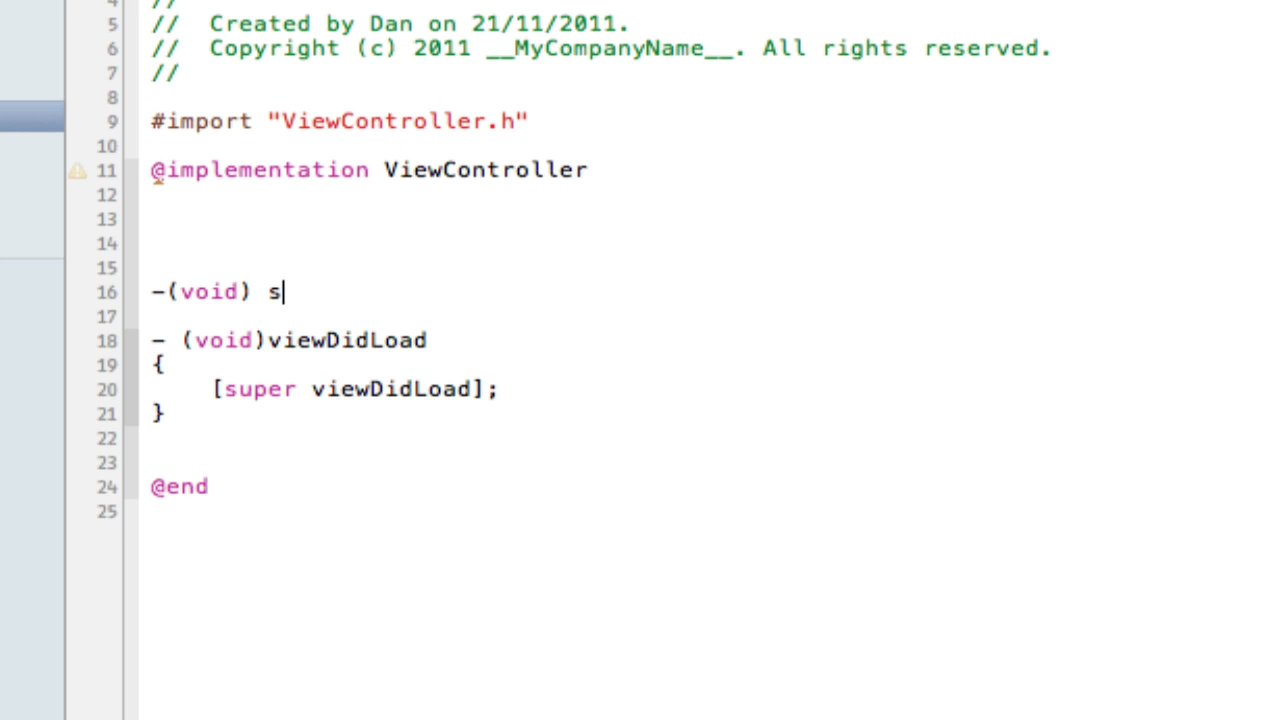 4 //
5 // Created by Dan on 21/11/2011.
6 // Copyright (c) 2011 __MyCompanyName__. All rights reserved.
7 //
8
9 #import "ViewController.h"
10
11 @implementation ViewController
12
13
14
15
16 -(void) s
17
18 - (void)viewDidLoad
19 {
20 [super viewDidLoad];
21 }
22
23
24 @end
25